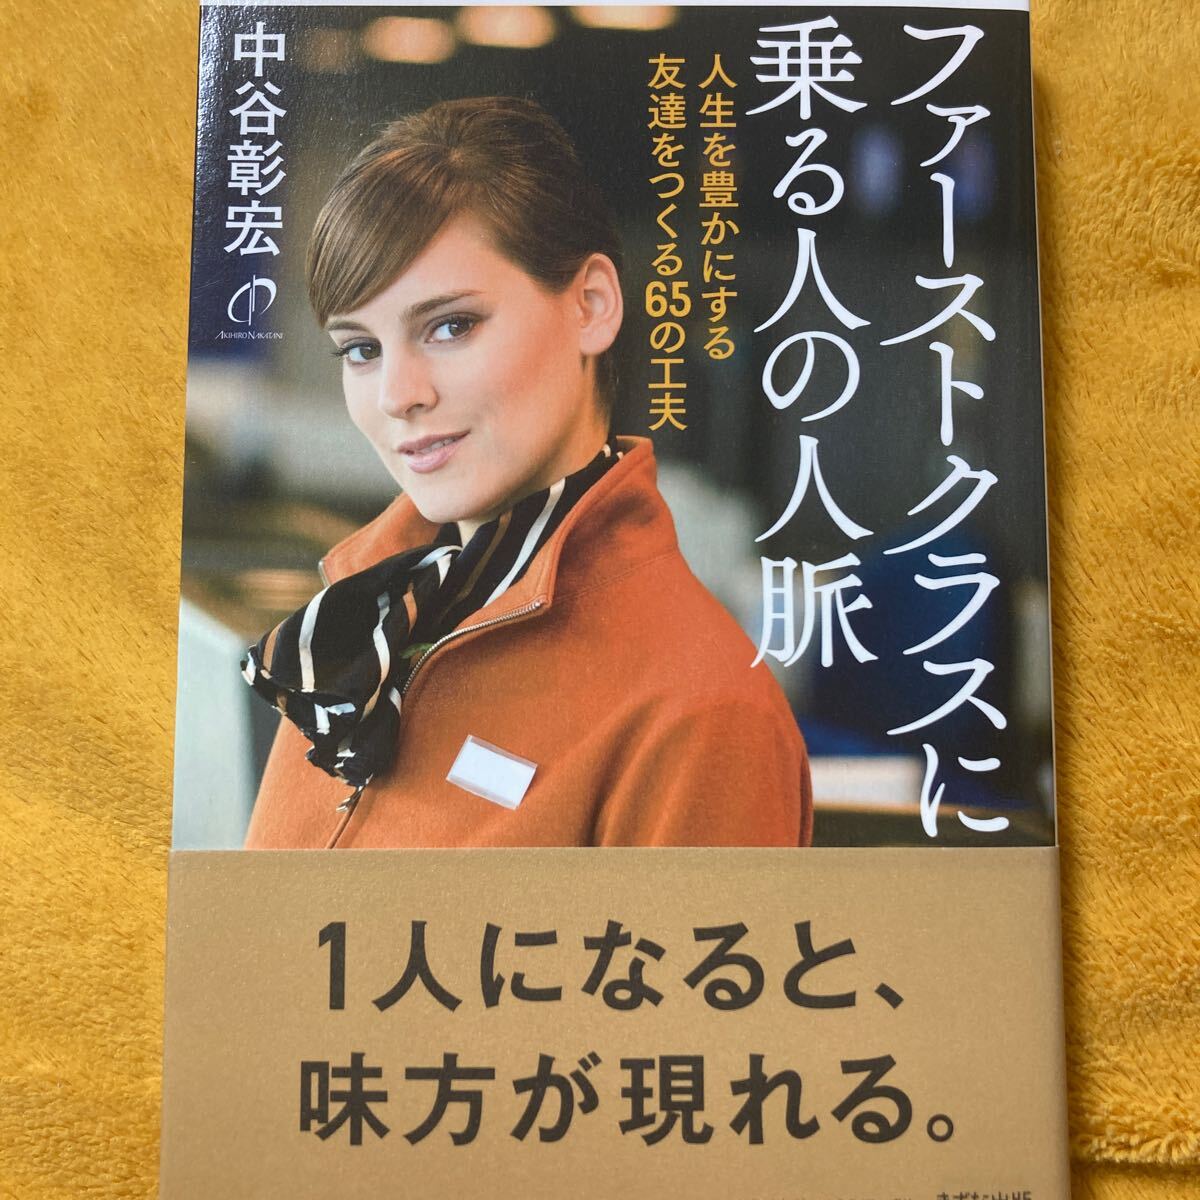 ファーストクラスに
乗る人の人脈
人生を豊かにする
友達をつくる65の工夫
中谷彰宏
AKIHIRO NAKATANI
1人になると、
味方が現れる。